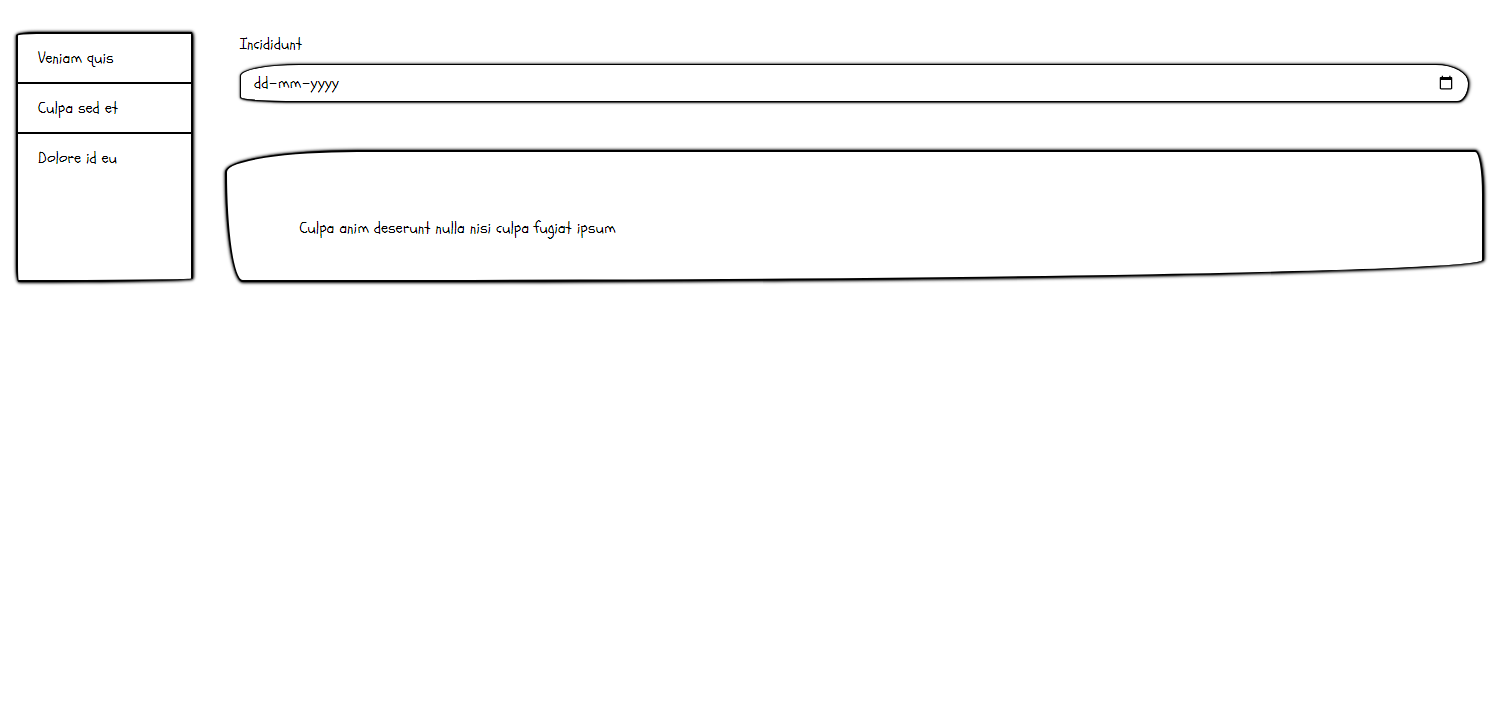 Veniam quis
Culpa sed et
Dolore id eu
Incididunt
dd-mm-yyyy
Culpa anim deserunt nulla nisi culpa fugiat ipsum